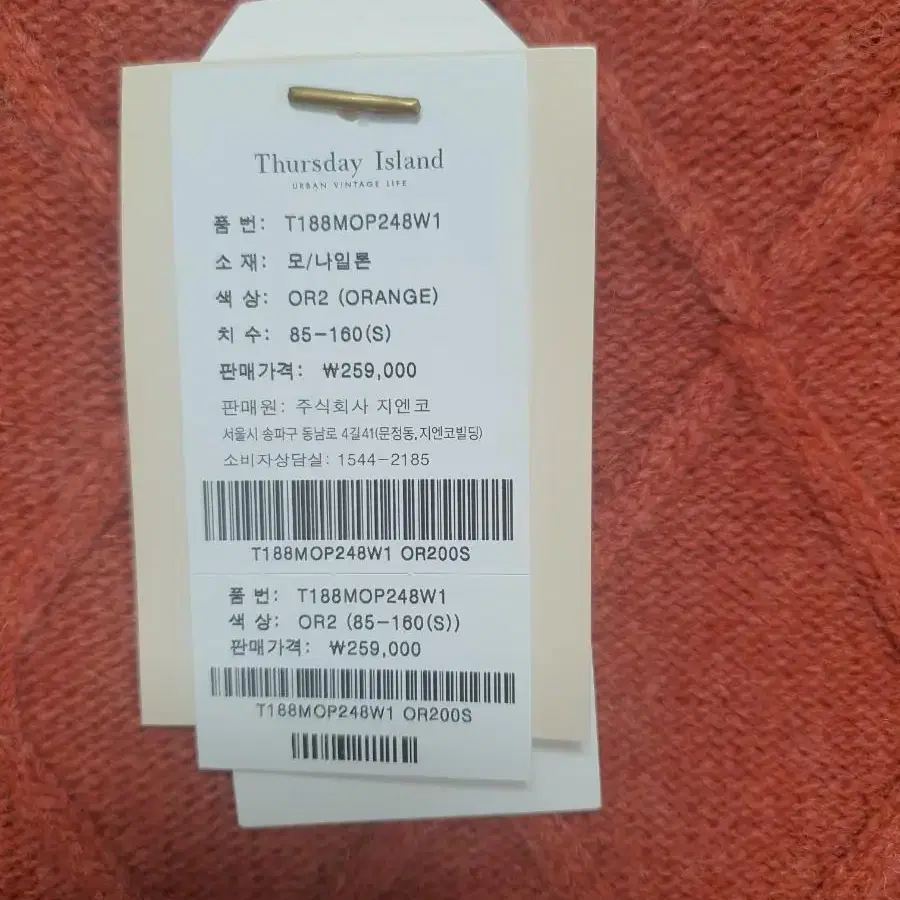 Thursday Island
URBAN VINTAGE LIFE
품 번: T188MOP248W1
소 재: 모/나일론
색 상: OR2 (ORANGE)
치 수: 85-160(S)
판매가격: ₩259,000
판매원: 주식회사 지엔코
서울시 송파구 동남로 4길41(문정동,지엔코빌딩)
소비자상담실: 1544-2185
T188MOP248W1 OR200S
품 번: T188MOP248W1
색 상: OR2 (85-160(S))
판매가격: ₩259,000
T188MOP248W1 OR200S